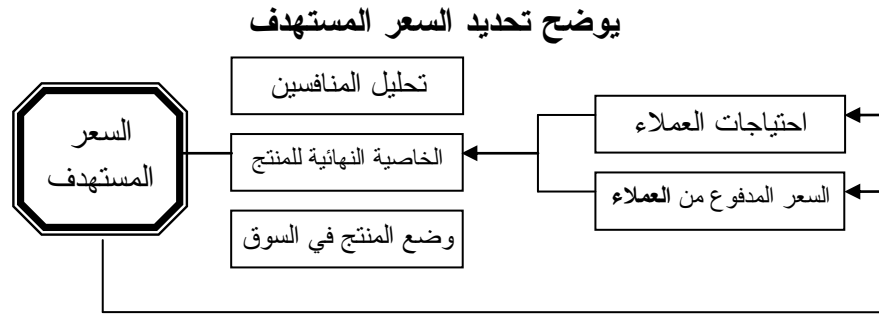 يوضح تحديد السعر المستهدف
تحليل المنافسين
احتياجات العملاء
السعر
المستهدف
الخاصية النهائية للمنتج
السعر المدفوع من العملاء
وضع المنتج في السوق